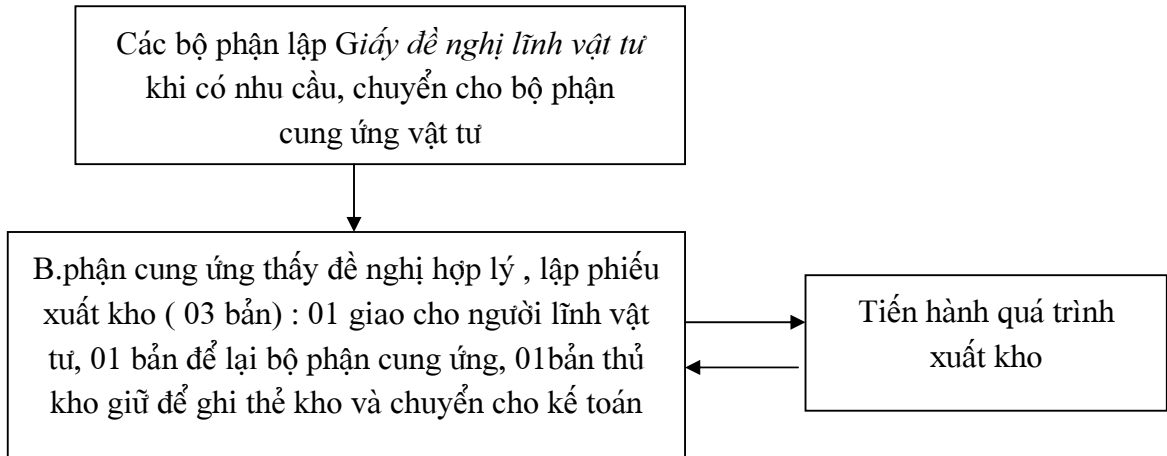 Các bộ phận lập Giấy đề nghị lĩnh vật tư
khi có nhu cầu, chuyển cho bộ phận
cung ứng vật tư
B.phận cung ứng thấy đề nghị hợp lý , lập phiếu
xuất kho ( 03 bản) : 01 giao cho người lĩnh vật
tư, 01 bản để lại bộ phận cung ứng, 01bản thủ
kho giữ để ghi thẻ kho và chuyển cho kế toán
Tiến hành quá trình
xuất kho